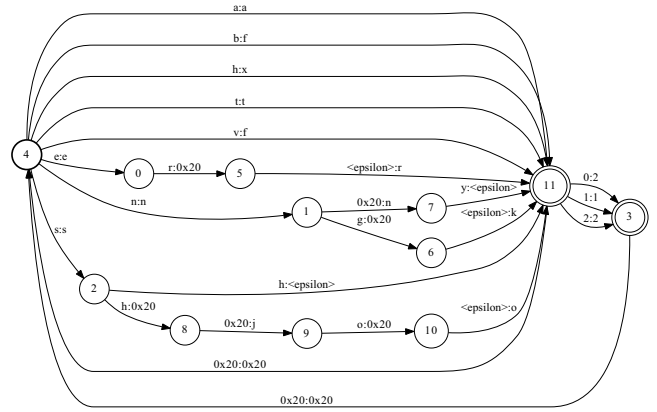 a:a
b:f
h:x
t:t
v:f
4
e:e
0
r:0x20
5
<epsilon>:r
11
0:2
1:1
2:2
3
n:n
1
0x20:n
7
y:<epsilon>
g:0x20
6
<epsilon>:k
s:s
2
h:<epsilon>
h:0x20
8
0x20:j
9
o:0x20
10
<epsilon>:o
0x20:0x20
0x20:0x20